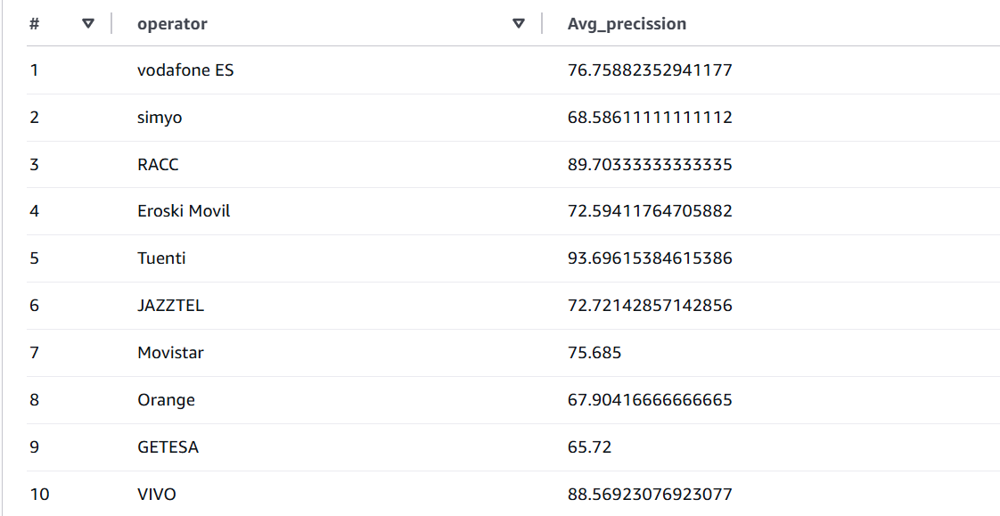 # operator Avg_precission
1 vodafone ES 76.75882352941177
2 simyo 68.58611111111112
3 RACC 89.70333333333335
4 Eroski Movil 72.59411764705882
5 Tuenti 93.69615384615386
6 JAZZTEL 72.72142857142856
7 Movistar 75.685
8 Orange 67.90416666666665
9 GETESA 65.72
10 VIVO 88.56923076923077